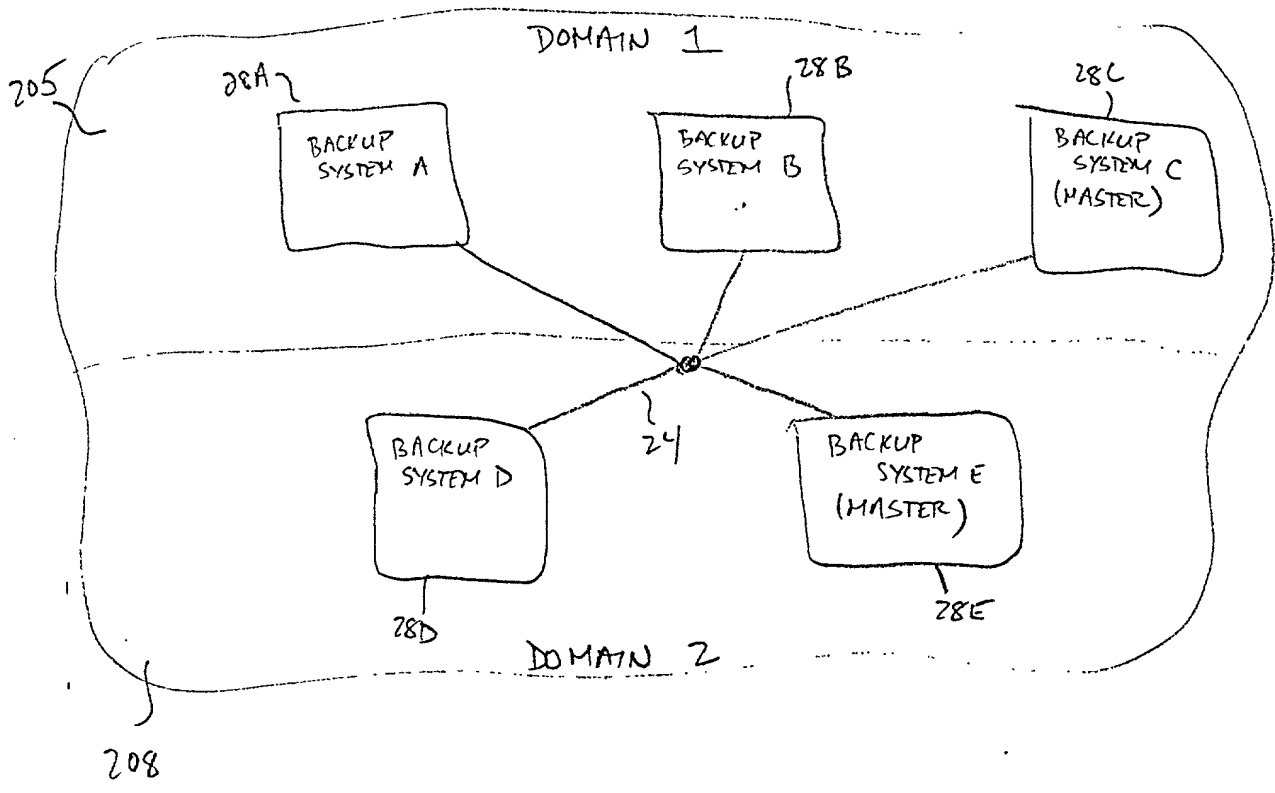 DOMAIN 1
205
28A
28B
28C
BACKUP
SYSTEM A
BACKUP
SYSTEM B
BACKUP
SYSTEM C
(MASTER)
24
BACKUP
SYSTEM D
BACKUP
SYSTEM E
(MASTER)
28D
28E
DOMAIN 2
208